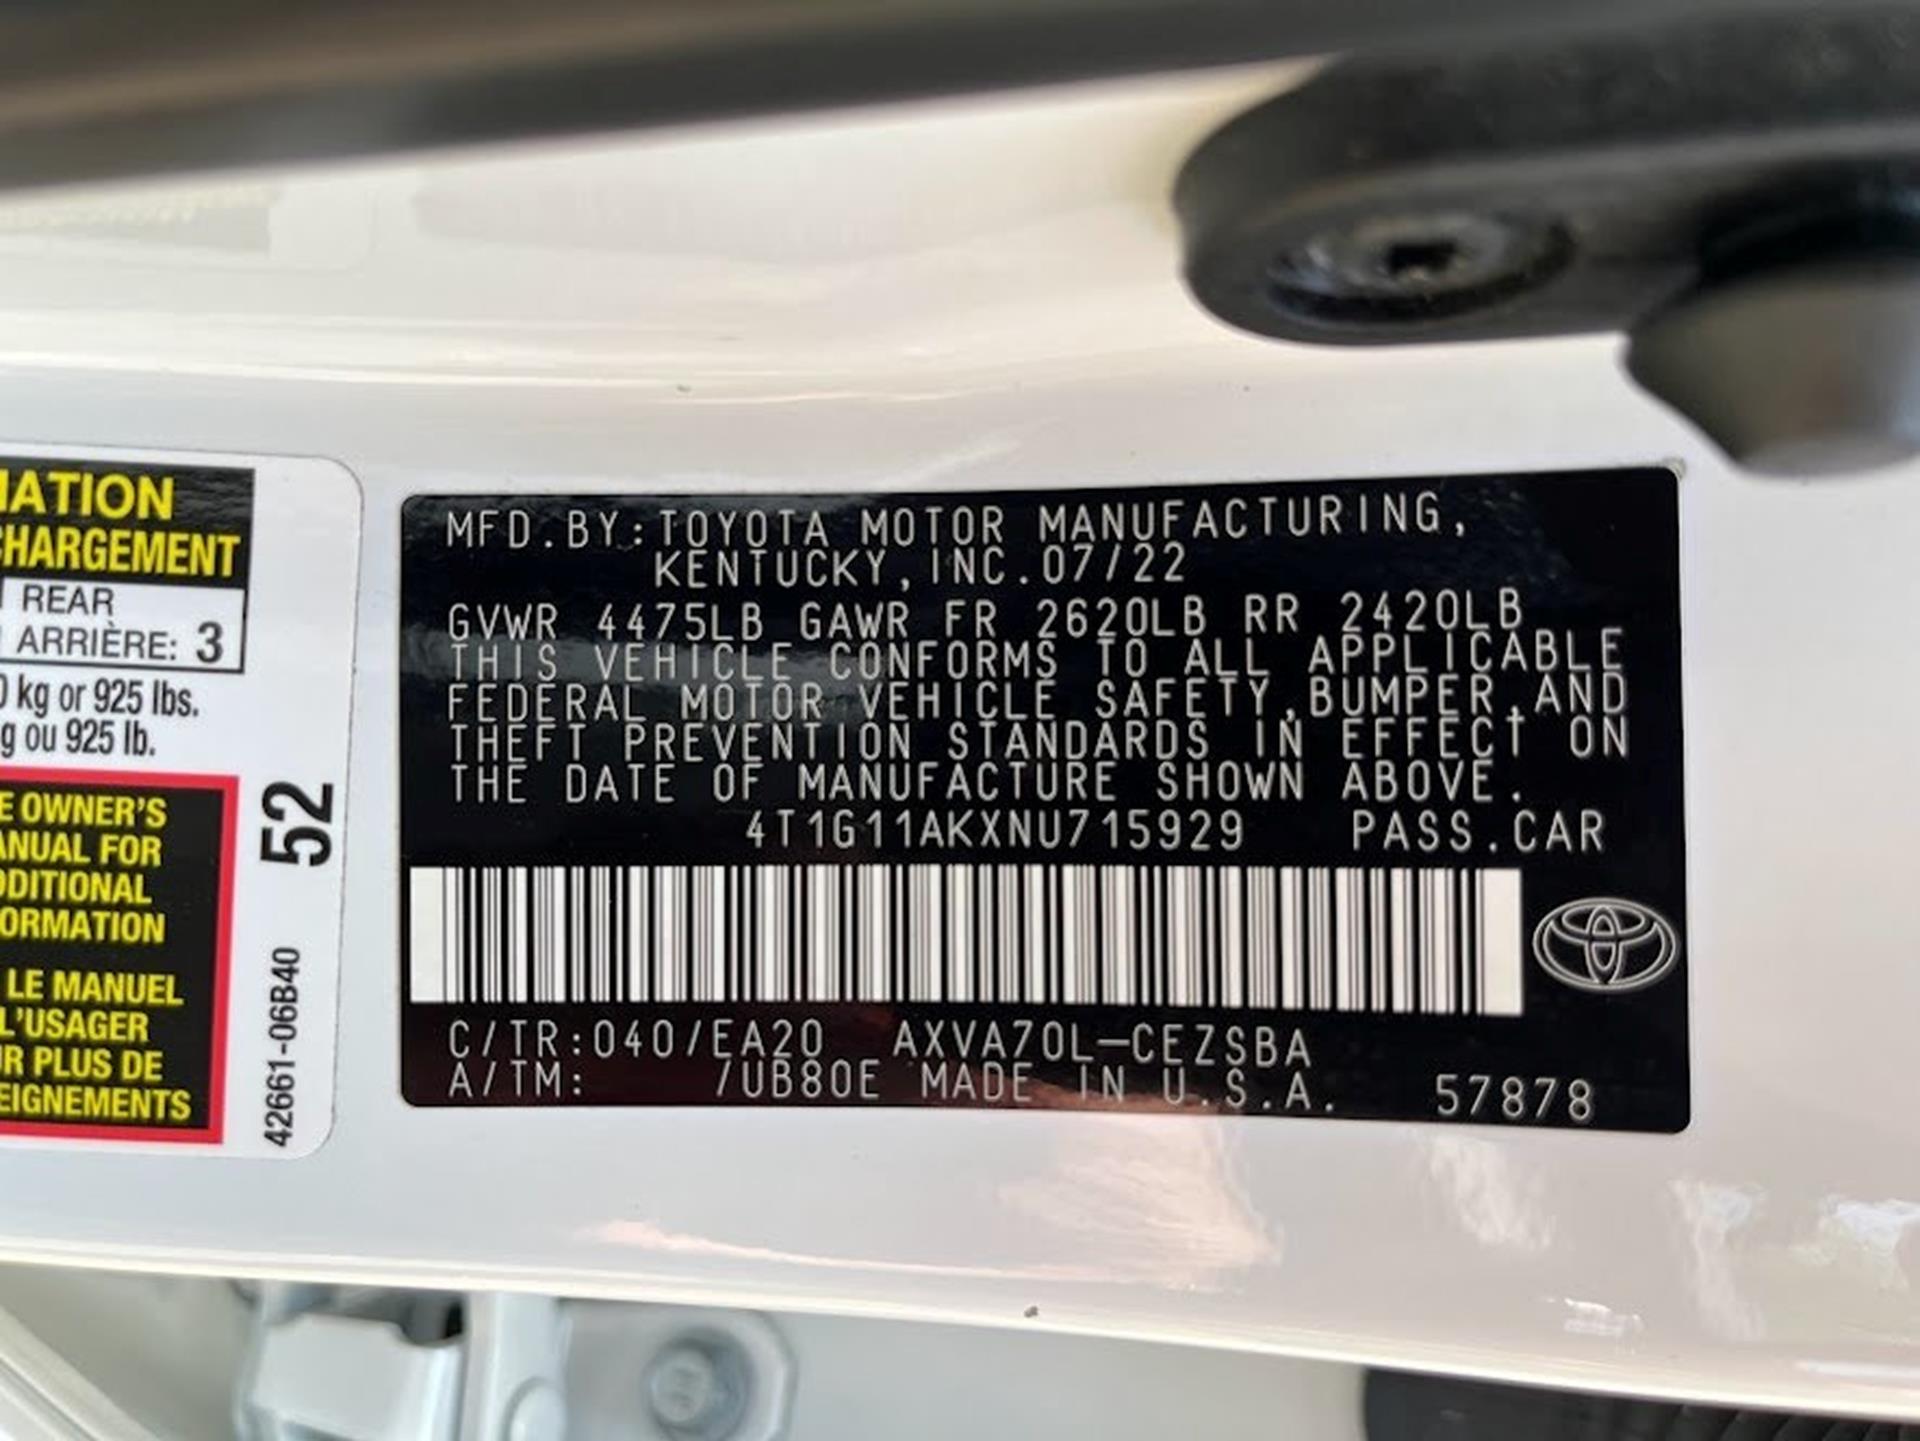 IATION
CHARGEMENT
REAR
ARRIÈRE: 3
0 kg or 925 lbs.
g ou 925 lb.
E OWNER'S
ANUAL FOR
DDITIONAL
FORMATION
LE MANUEL
L'USAGER
R PLUS DE
EIGNEMENTS
52
42661-06B40
MFD.BY:TOYOTA MOTOR MANUFACTURING,
KENTUCKY,INC.07/22
GVWR 4475LB GAWR FR 2620LB RR 2420LB
THIS VEHICLE CONFORMS TO ALL APPLICABLE
FEDERAL MOTOR VEHICLE SAFETY,BUMPER,AND
THEFT PREVENTION STANDARDS IN EFFECT ON
THE DATE OF MANUFACTURE SHOWN ABOVE.
4T1G11AKXNU715929 PASS.CAR
C/TR:040/EA20 AXVA70L-CEZSBA
A/TM: /UB80E MADE IN U.S.A. 57878